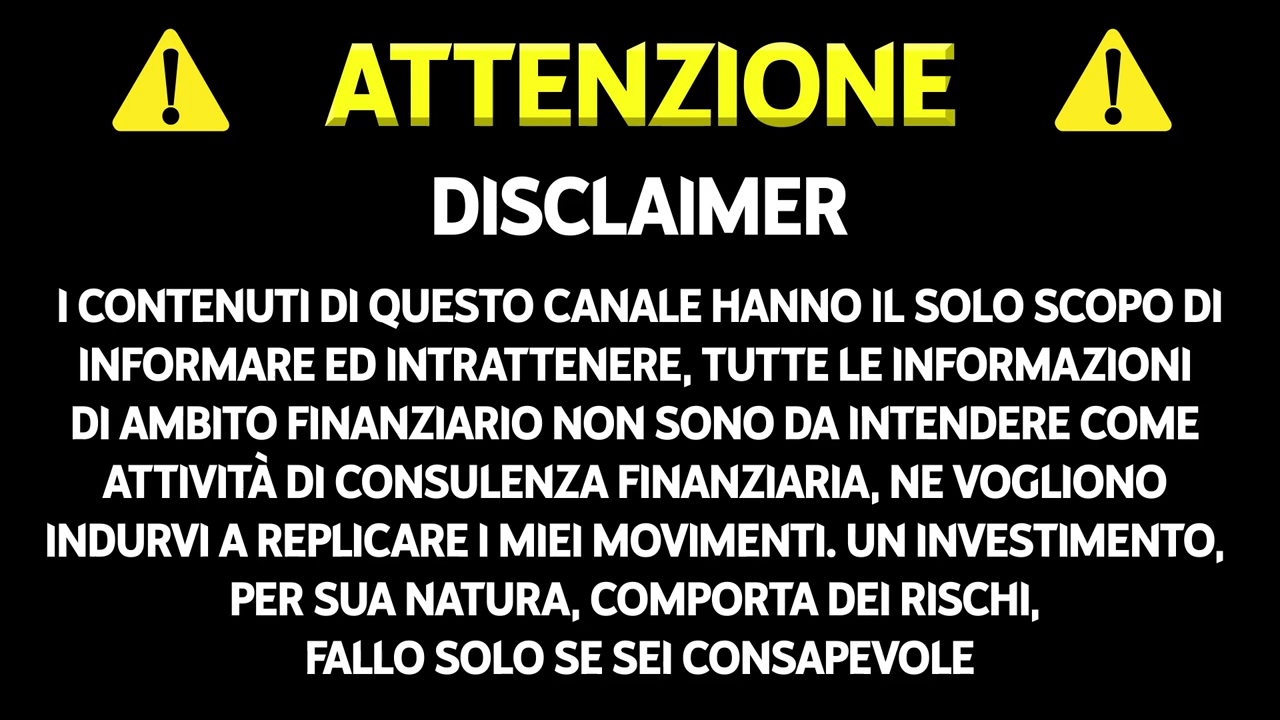 ATTENZIONE
DISCLAIMER
I CONTENUTI DI QUESTO CANALE HANNO IL SOLO SCOPO DI
INFORMARE ED INTRATTENERE, TUTTE LE INFORMAZIONI
DI AMBITO FINANZIARIO NON SONO DA INTENDERE COME
ATTIVITÀ DI CONSULENZA FINANZIARIA, NE VOGLIONO
INDURVI A REPLICARE I MIEI MOVIMENTI. UN INVESTIMENTO,
PER SUA NATURA, COMPORTA DEI RISCHI,
FALLO SOLO SE SEI CONSAPEVOLE